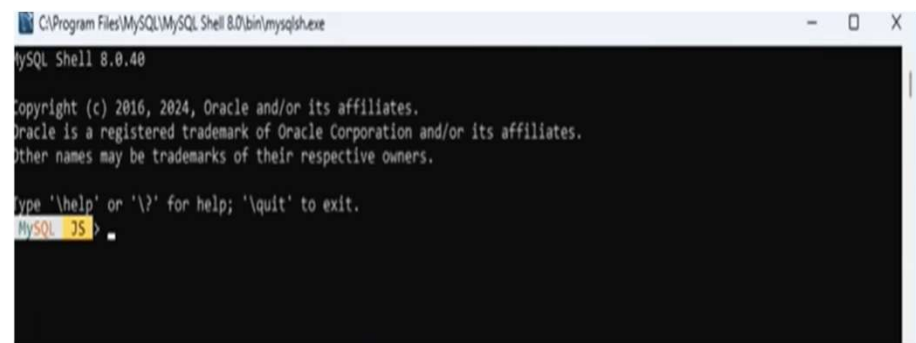 C:\Program Files\MySQL\MySQL Shell 8.0\bin\mysqlsh.exe
MySQL Shell 8.0.40
Copyright (c) 2016, 2024, Oracle and/or its affiliates.
Oracle is a registered trademark of Oracle Corporation and/or its affiliates.
Other names may be trademarks of their respective owners.
Type '\help' or '\?' for help; '\quit' to exit.
MySQL JS >